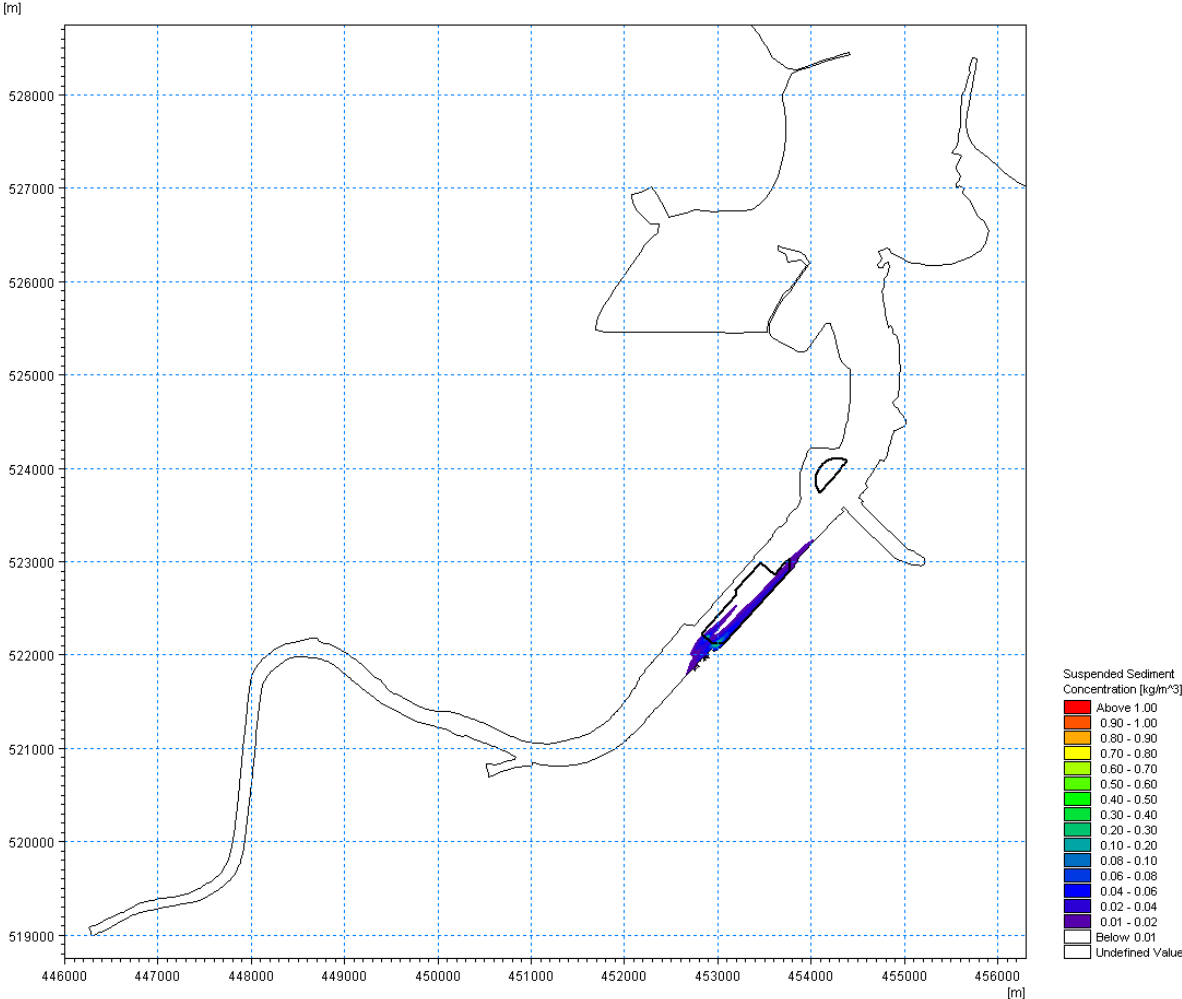 [m]
528000
527000
526000
525000
524000
523000
522000
521000
520000
519000
446000 447000 448000 449000 450000 451000 452000 453000 454000 455000 456000
[m]
Suspended Sediment
Concentration [kg/m^3]
Above 1.00
0.90 - 1.00
0.80 - 0.90
0.70 - 0.80
0.60 - 0.70
0.50 - 0.60
0.40 - 0.50
0.30 - 0.40
0.20 - 0.30
0.10 - 0.20
0.08 - 0.10
0.06 - 0.08
0.04 - 0.06
0.02 - 0.04
0.01 - 0.02
Below 0.01
Undefined Value